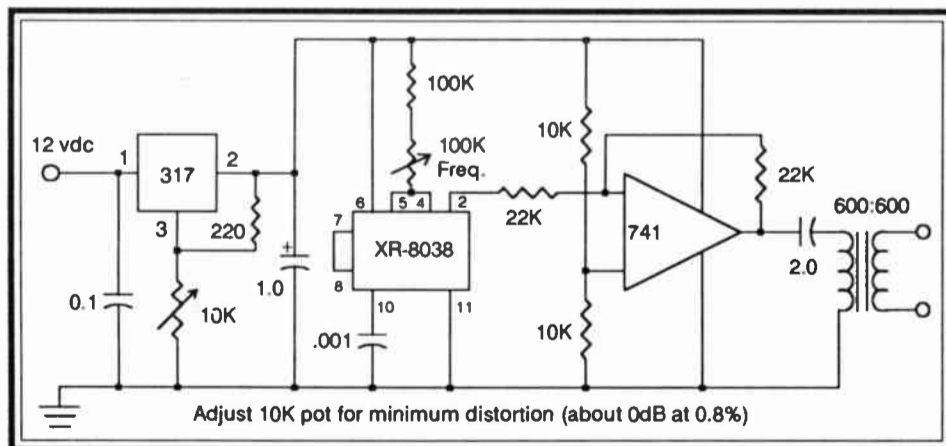 12 vdc
1
317
2
3
220
0.1
10K
+
1.0
100K
100K
Freq.
6
5
4
2
7
8
XR-8038
10
11
.001
22K
10K
10K
741
22K
2.0
600:600
Adjust 10K pot for minimum distortion (about 0dB at 0.8%)